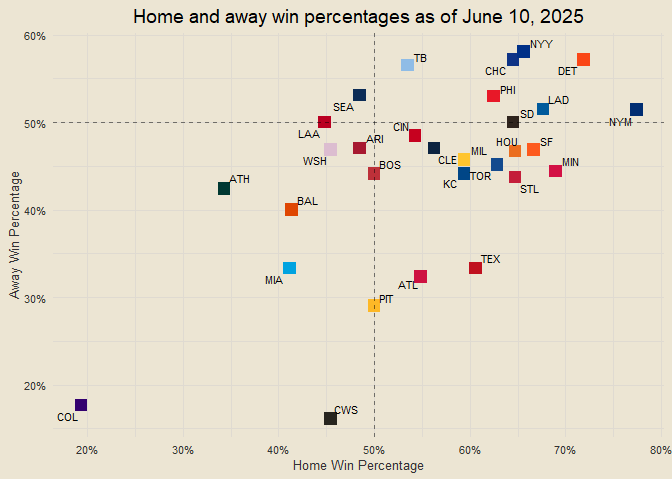 Home and away win percentages as of June 10, 2025
60%
50%
40%
30%
20%
Away Win Percentage
NYY
TB
CHC
DET
PHI
LAD
SEA
SD
NYM
LAA
CIN
ARI
HOU
SF
WSH
CLE
MIL
BOS
MIN
KC
TOR
STL
ATH
BAL
MIA
TEX
ATL
PIT
COL
CWS
20%
30%
40%
50%
60%
70%
80%
Home Win Percentage